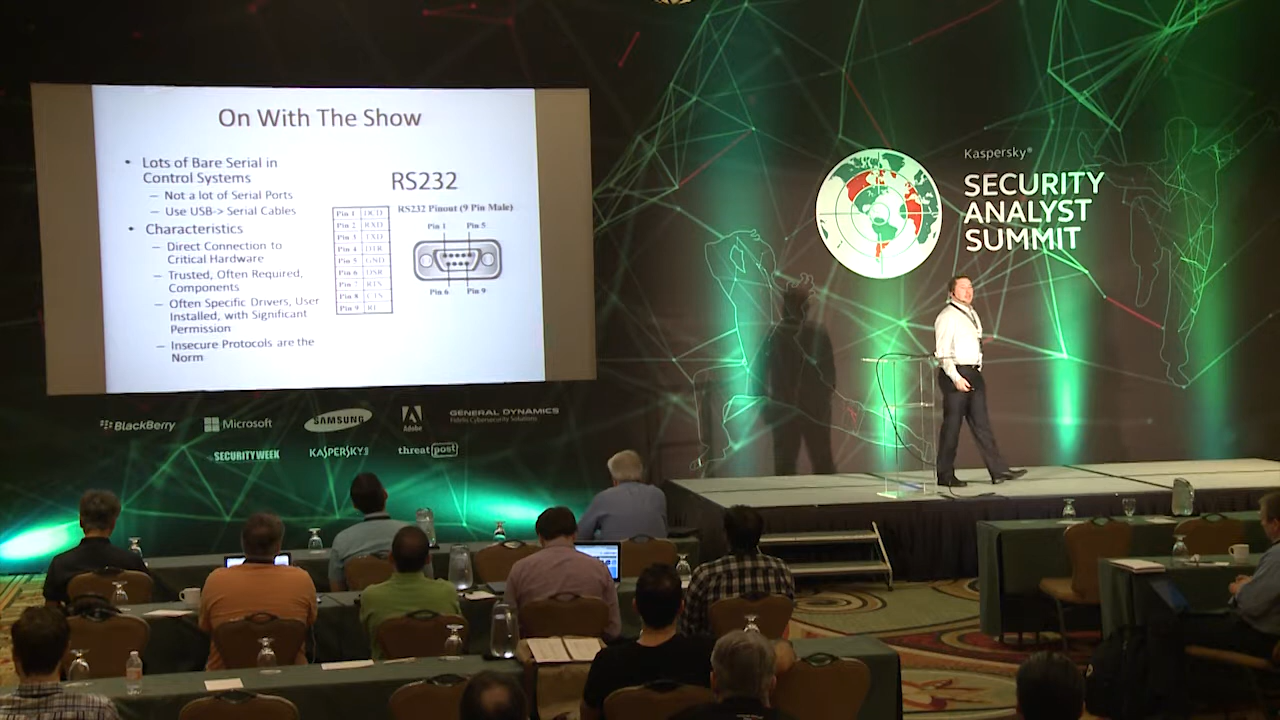 On With The Show
• Lots of Bare Serial in
Control Systems
– Not a lot of Serial Ports
– Use USB-> Serial Cables
• Characteristics
– Direct Connection to
Critical Hardware
– Trusted, Often Required,
Components
– Often Specific Drivers, User
Installed, with Significant
Permission
– Insecure Protocols are the
Norm
RS232
RS232 Pinout (9 Pin Male)
Pin 1 Pin 5
Pin 6 Pin 9
Pin 1 DCD
Pin 2 RXD
Pin 3 TXD
Pin 4 DTR
Pin 5 GND
Pin 6 DSR
Pin 7 RTS
Pin 8 CTS
Pin 9 RI
Kaspersky®
SECURITY
ANALYST
SUMMIT
BlackBerry
Microsoft
SAMSUNG
Adobe
GENERAL DYNAMICS
Fidelis Cybersecurity Solutions
SECURITYWEEK
KASPERSKY
threatpost